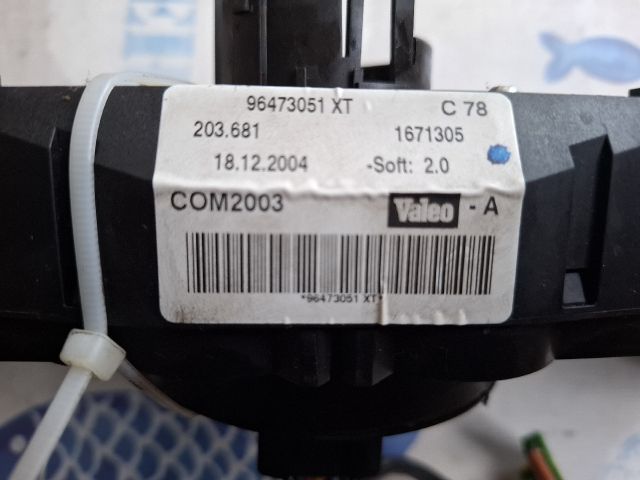 96473051 XT C 78
203.681 1671305
18.12.2004 -Soft: 2.0
COM2003 Valeo - A
*96473051 XT*